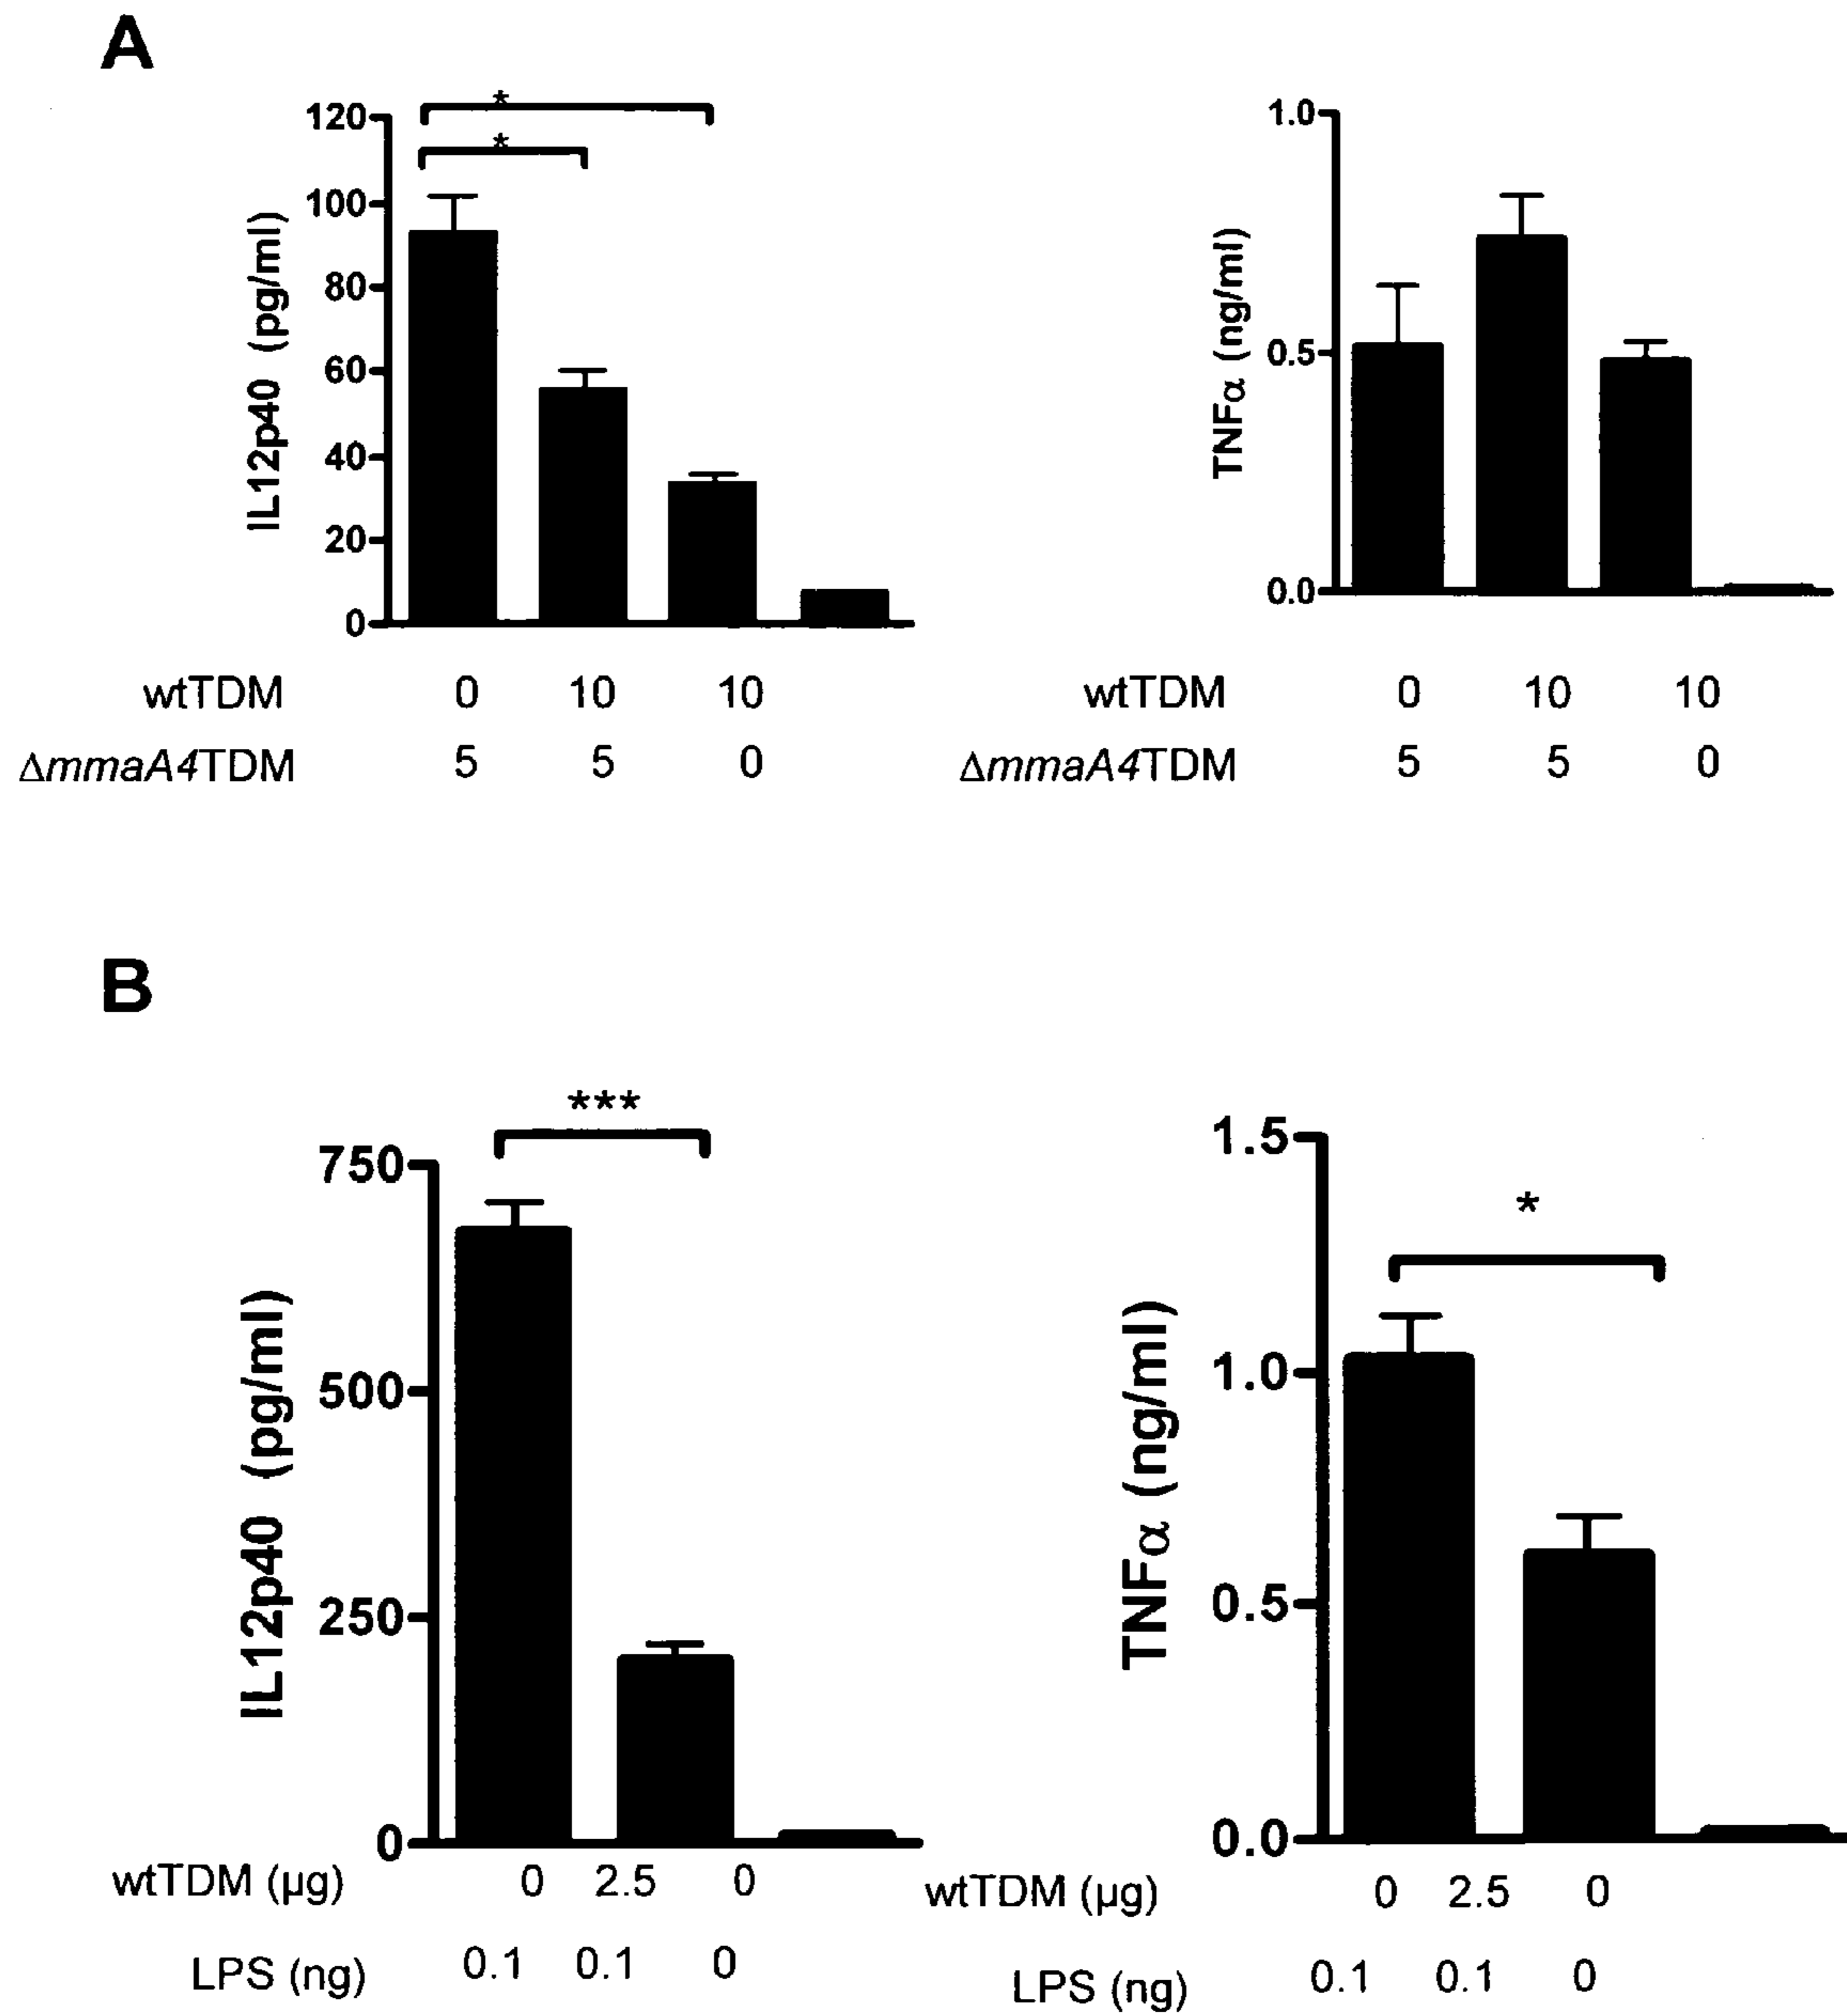 A
*
*
120
100
80
60
40
20
0
IL12p40 (pg/ml)
wtTDM 0 10 10
ΔmmaA4TDM 5 5 0
1.0
0.5
0.0
TNFα (ng/ml)
wtTDM 0 10 10
ΔmmaA4TDM 5 5 0
B
***
750
500
250
0
IL12p40 (pg/ml)
wtTDM (µg) 0 2.5 0
LPS (ng) 0.1 0.1 0
*
1.5
1.0
0.5
0.0
TNFα (ng/ml)
wtTDM (µg) 0 2.5 0
LPS (ng) 0.1 0.1 0